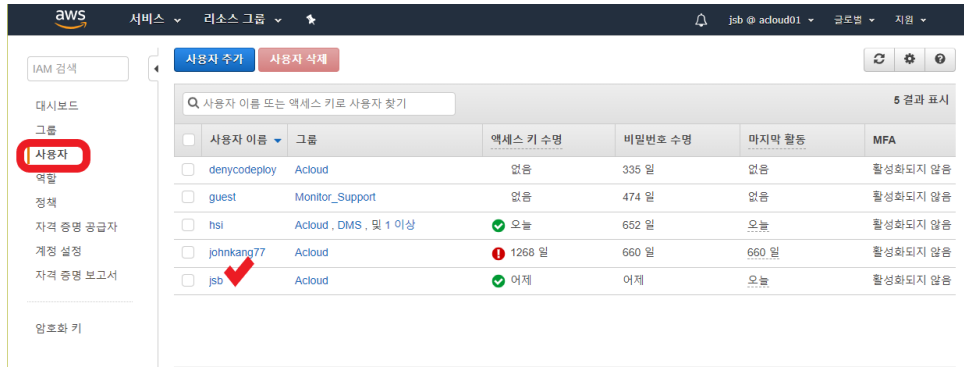 aws 서비스 리소스 그룹 jsb @ acloud01 글로벌 지원
IAM 검색
대시보드
그룹
사용자
역할
정책
자격 증명 공급자
계정 설정
자격 증명 보고서
암호화 키
사용자 추가 사용자 삭제
사용자 이름 또는 액세스 키로 사용자 찾기 5 결과 표시
사용자 이름 그룹 액세스 키 수명 비밀번호 수명 마지막 활동 MFA
denycodeploy Acloud 없음 335 일 없음 활성화되지 않음
guest Monitor_Support 없음 474 일 없음 활성화되지 않음
hsi Acloud , DMS , 및 1 이상 오늘 652 일 오늘 활성화되지 않음
johnkang77 Acloud 1268 일 660 일 660 일 활성화되지 않음
jsb Acloud 어제 어제 오늘 활성화되지 않음